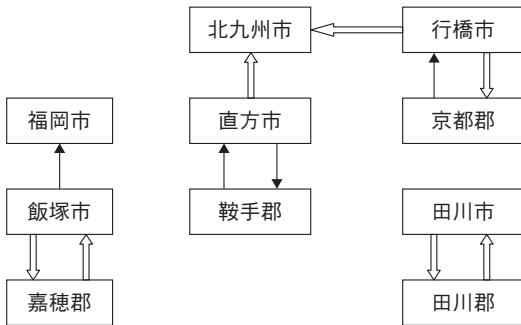 北九州市
行橋市
福岡市
直方市
京都郡
飯塚市
鞍手郡
田川市
嘉穂郡
田川郡